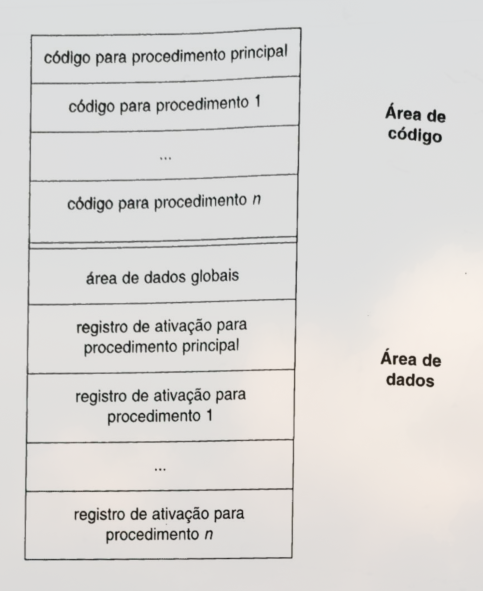 código para procedimento principal
código para procedimento 1
Área de
código
...
código para procedimento n
área de dados globais
registro de ativação para
procedimento principal
Área de
dados
registro de ativação para
procedimento 1
...
registro de ativação para
procedimento n